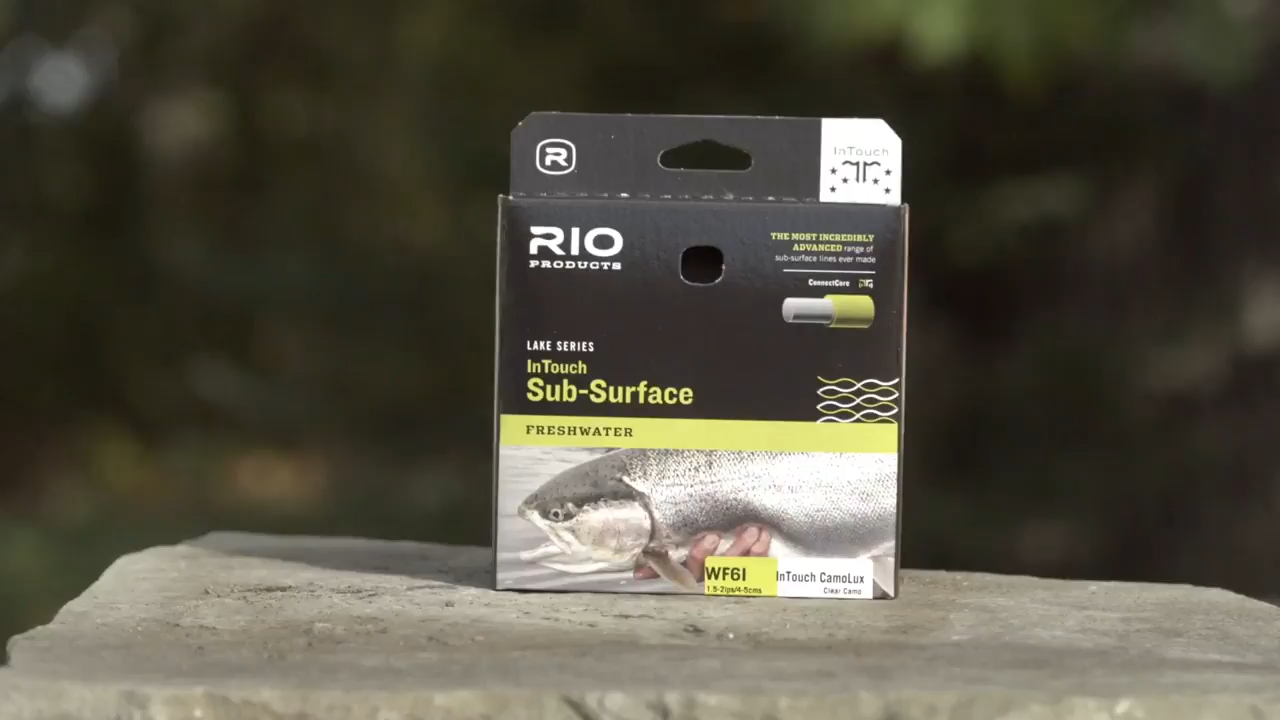 R
InTouch
RIO
PRODUCTS
THE MOST INCREDIBLY
ADVANCED range of
sub-surface lines ever made
ConnectCore
LAKE SERIES
InTouch
Sub-Surface
FRESHWATER
WF6I
1.5-2ips/4-5cms
InTouch CamoLux
Clear Camo